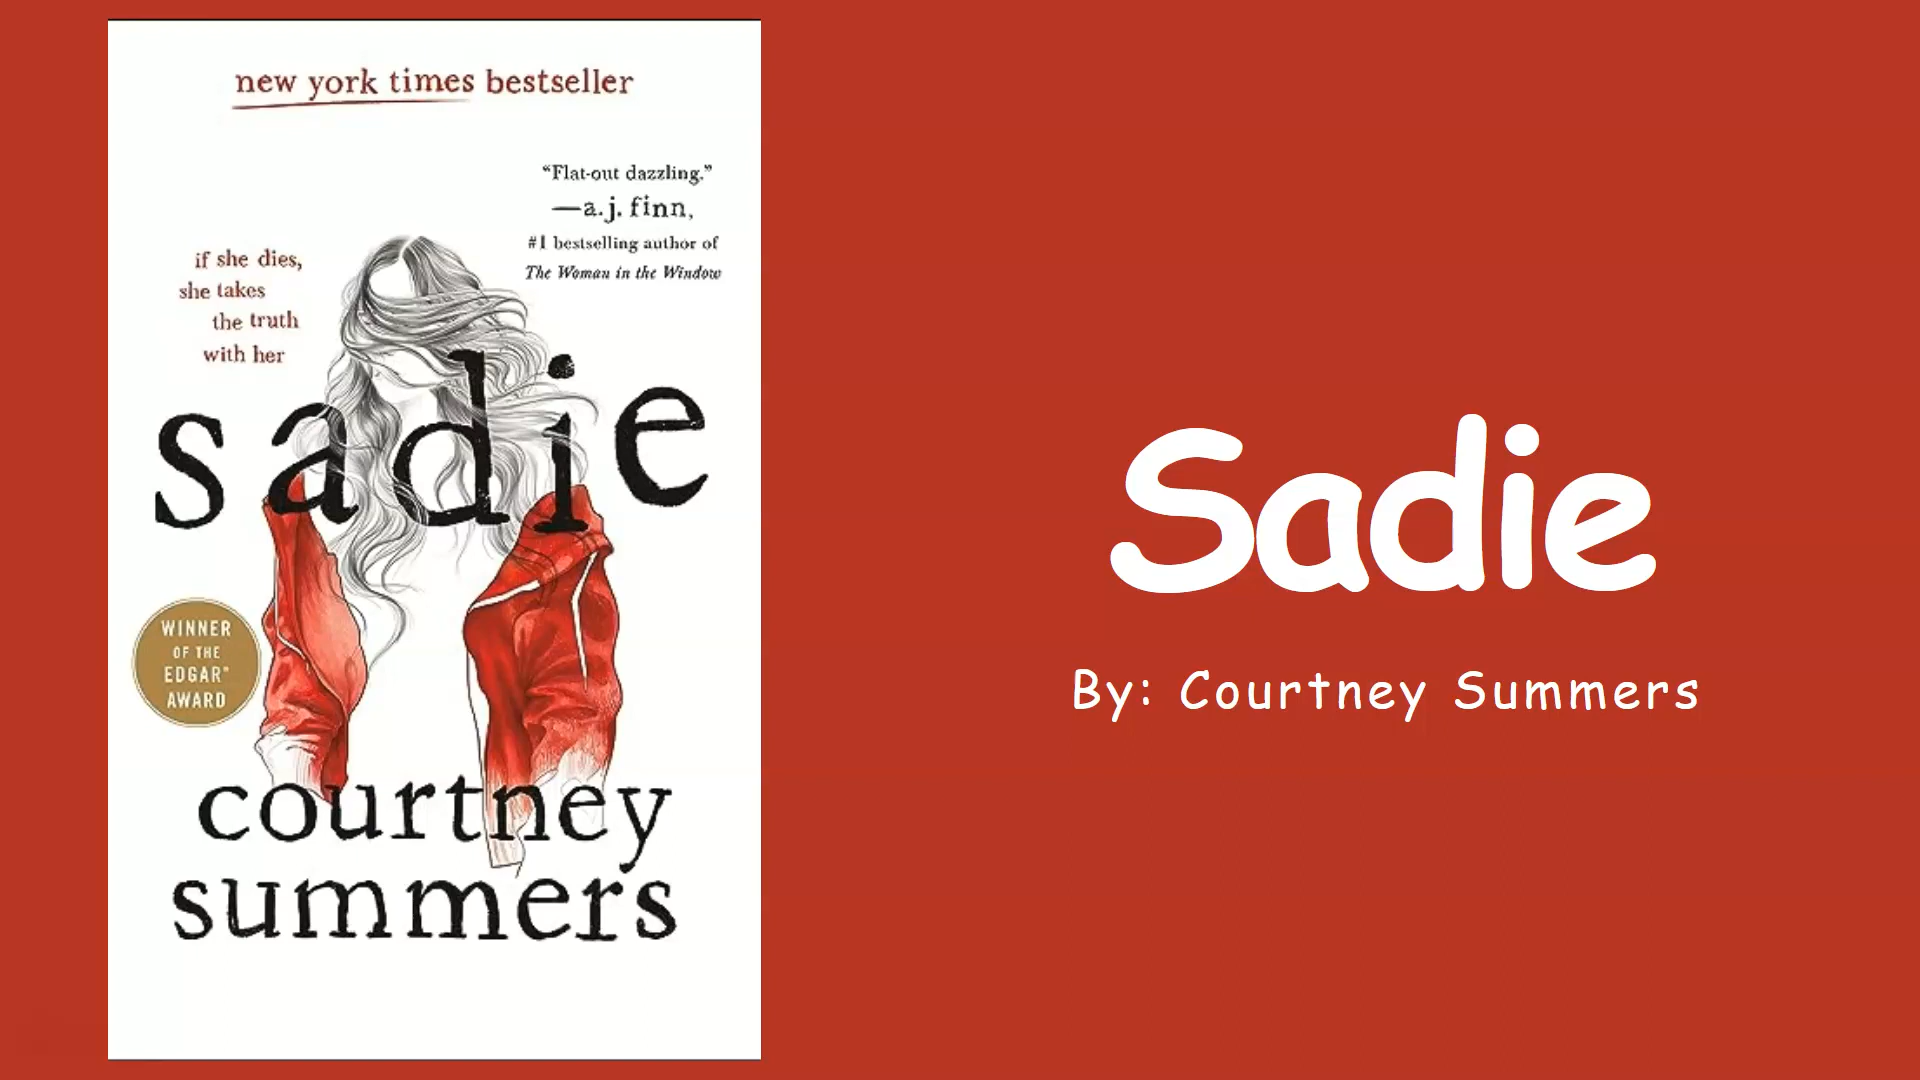 new york times bestseller
“Flat-out dazzling.”
—a.j. finn,
#1 bestselling author of
The Woman in the Window
if she dies,
she takes
the truth
with her
sadie
WINNER
OF THE
EDGAR®
AWARD
courtney
summers
Sadie
By: Courtney Summers